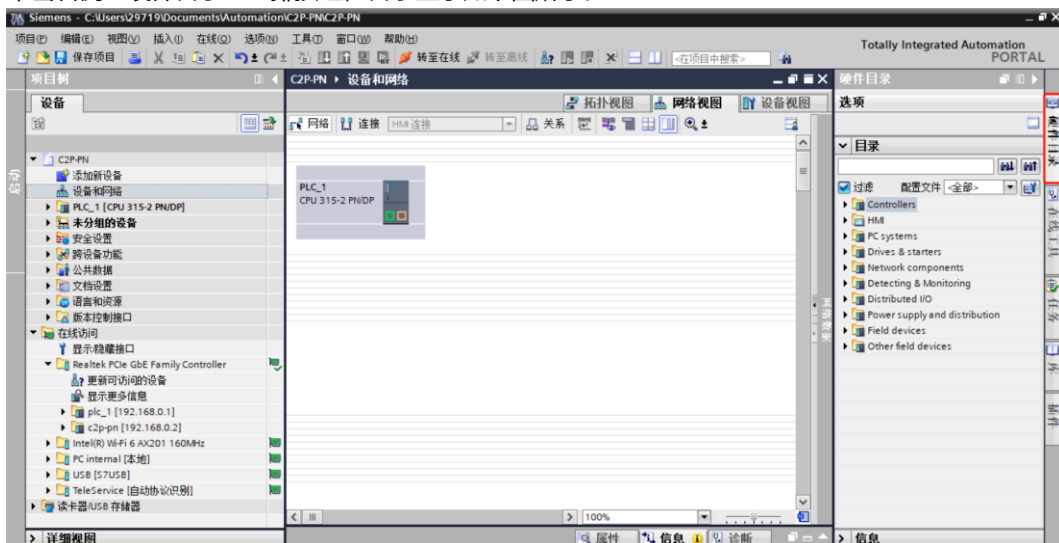 Siemens - C:\Users\29719\Documents\Automation\C2P-PN\C2P-PN
项目(P) 编辑(E) 视图(V) 插入(I) 在线(O) 选项(N) 工具(T) 窗口(W) 帮助(H)
Totally Integrated Automation
PORTAL
保存项目
转至在线
转至离线
<在项目中搜索>
项目树
C2P-PN
设备和网络
硬件目录
设备
拓扑视图
网络视图
设备视图
选项
网络
连接
HMI 连接
关系
目录
C2P-PN
添加新设备
设备和网络
PLC_1 [CPU 315-2 PN/DP]
未分组的设备
安全设置
跨设备功能
公共数据
文档设置
语言和资源
版本控制接口
在线访问
显示/隐藏接口
Realtek PCIe GbE Family Controller
更新可访问的设备
显示更多信息
plc_1 [192.168.0.1]
c2p-pn [192.168.0.2]
Intel(R) Wi-Fi 6 AX201 160MHz
PC internal [本地]
USB [S7USB]
TeleService [自动协议识别]
读卡器/USB 存储器
详细视图
PLC_1
CPU 315-2 PN/DP
100%
属性
信息
诊断
过滤
配置文件
<全部>
Controllers
HMI
PC systems
Drives & starters
Network components
Detecting & Monitoring
Distributed I/O
Power supply and distribution
Field devices
Other field devices
信息
硬件目录
在线工具
任务
库
插件
启动